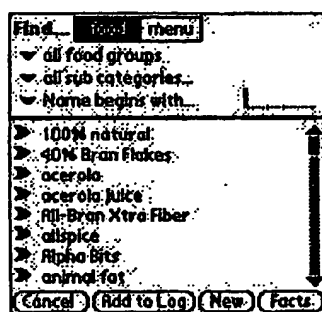 Find... food menu
all food groups...
all sub categories...
Name begins with...
100% natural
40% Bran Flakes
acerola
acerola juice
All-Bran Xtra Fiber
allspice
Alpha Bits
animal fat
Cancel Add to Log New Facts